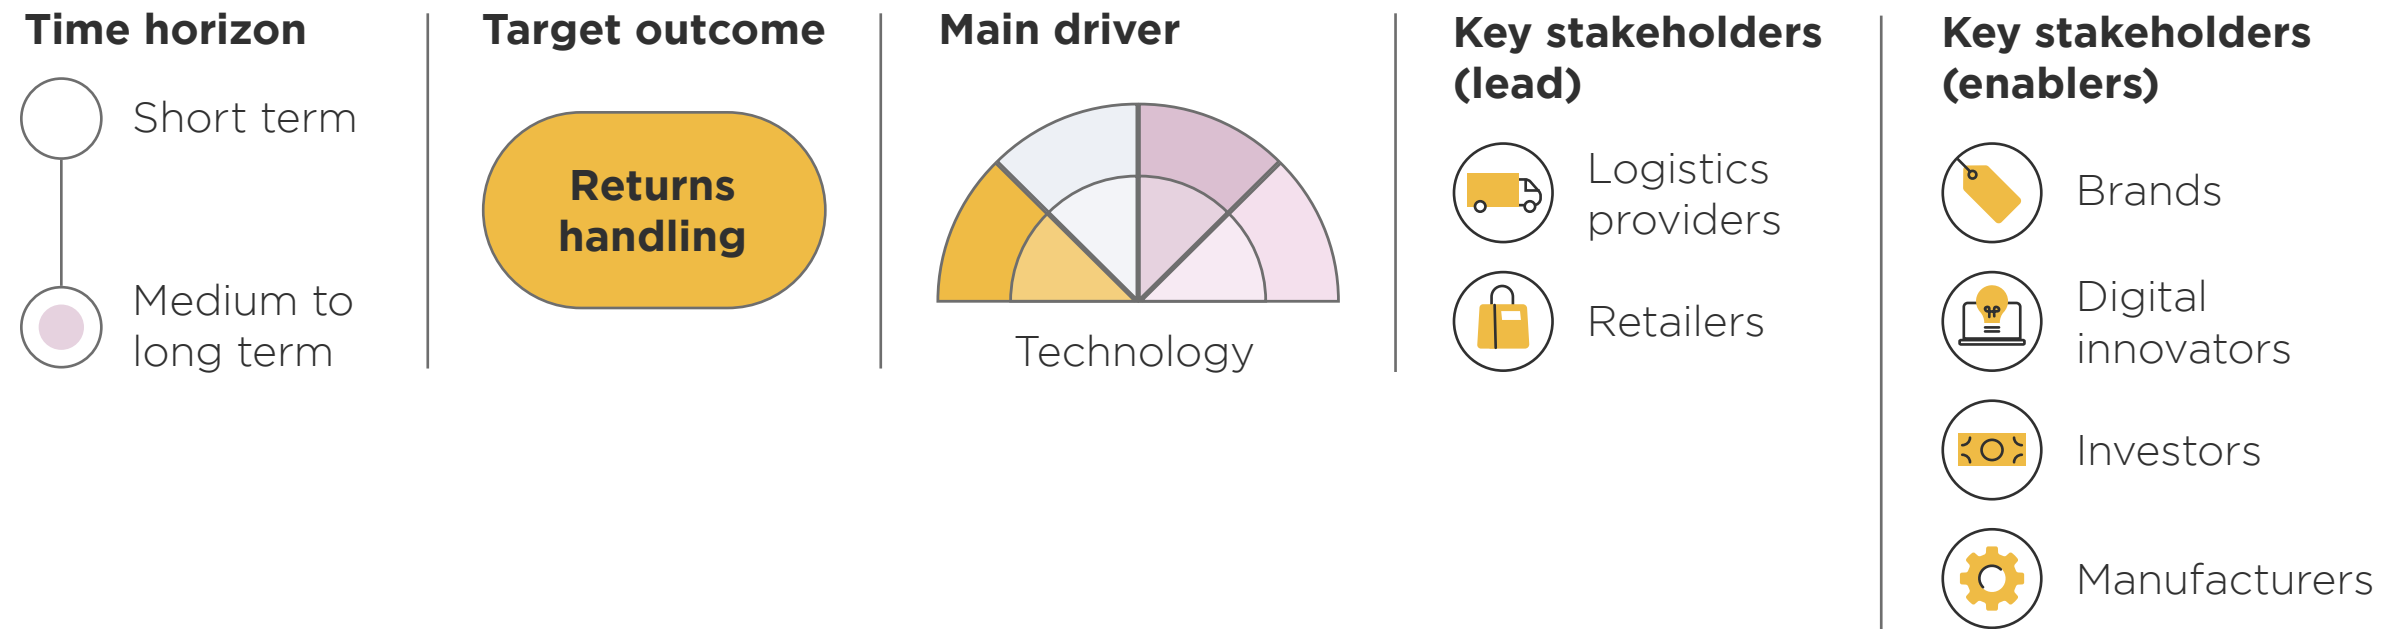 Time horizon
Short term
Medium to
long term
Target outcome
Returns
handling
Main driver
Technology
Key stakeholders
(lead)
Logistics
providers
Retailers
Key stakeholders
(enablers)
Brands
Digital
innovators
Investors
Manufacturers